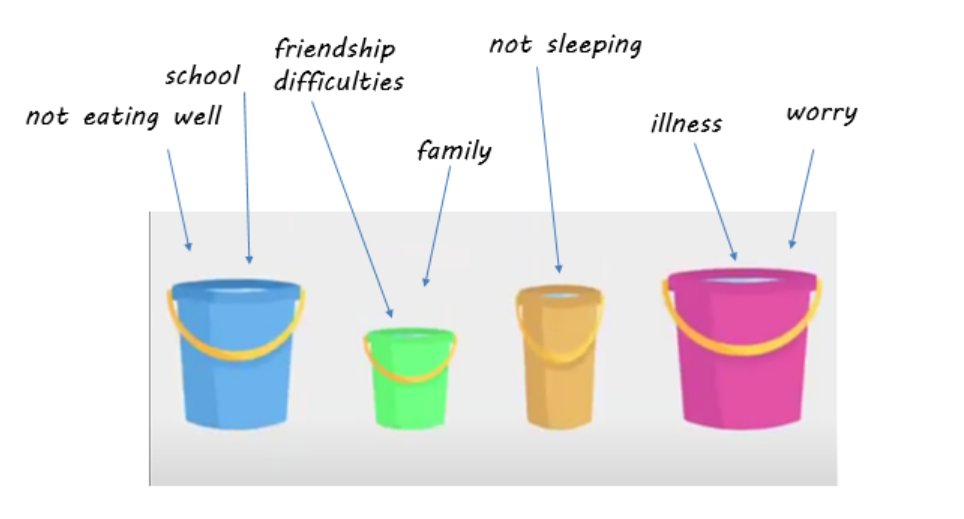 friendship
difficulties
not sleeping
school
not eating well
family
illness
worry